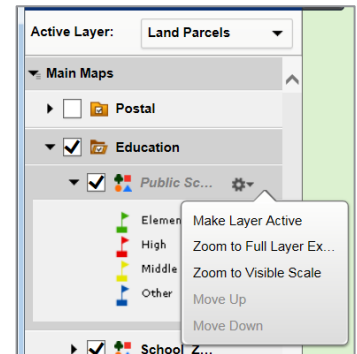 Active Layer: Land Parcels
Main Maps
Postal
Education
Public Sc...
Elemen
High
Middle
Other
Make Layer Active
Zoom to Full Layer Ex...
Zoom to Visible Scale
Move Up
Move Down
School Z...